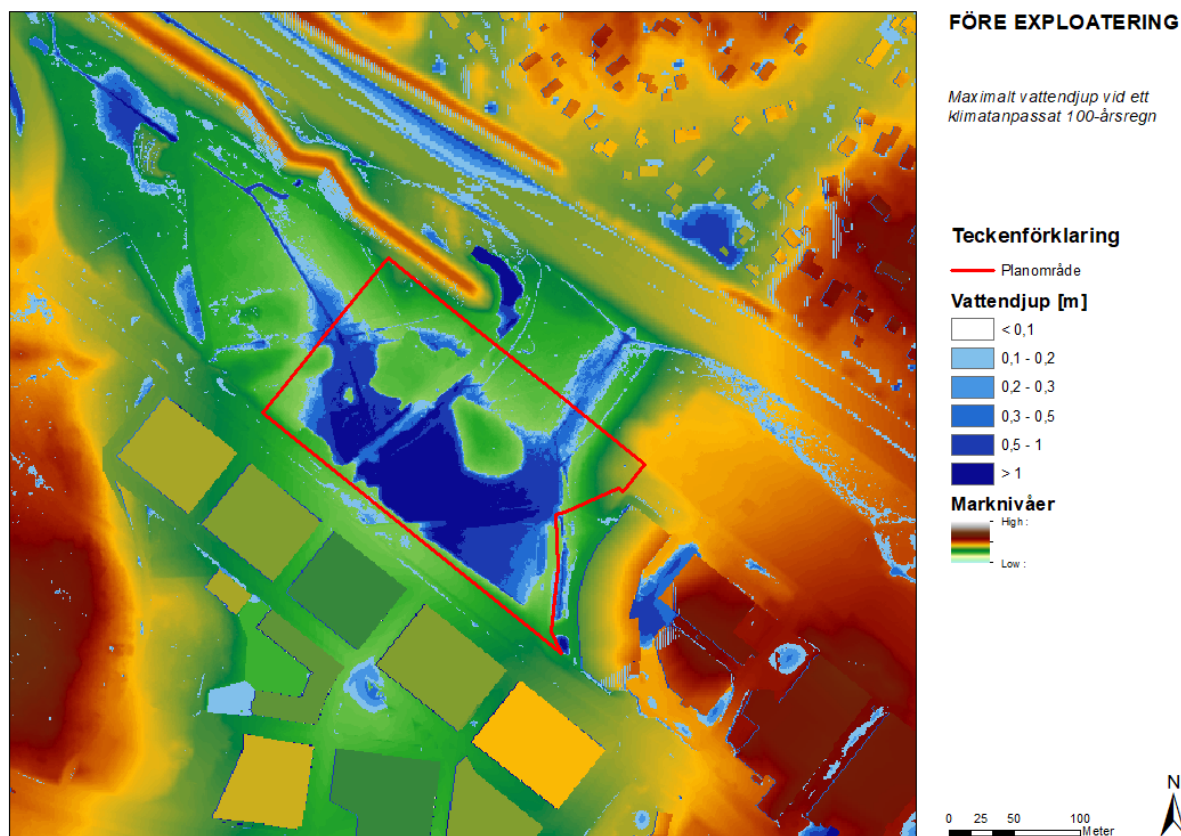 FÖRE EXPLOATERING
Maximalt vattendjup vid ett
klimatanpassat 100-årsregn
Teckenförklaring
Planområde
Vattendjup [m]
< 0,1
0,1 - 0,2
0,2 - 0,3
0,3 - 0,5
0,5 - 1
> 1
Marknivåer
High :
Low :
N
0 25 50 100
Meter